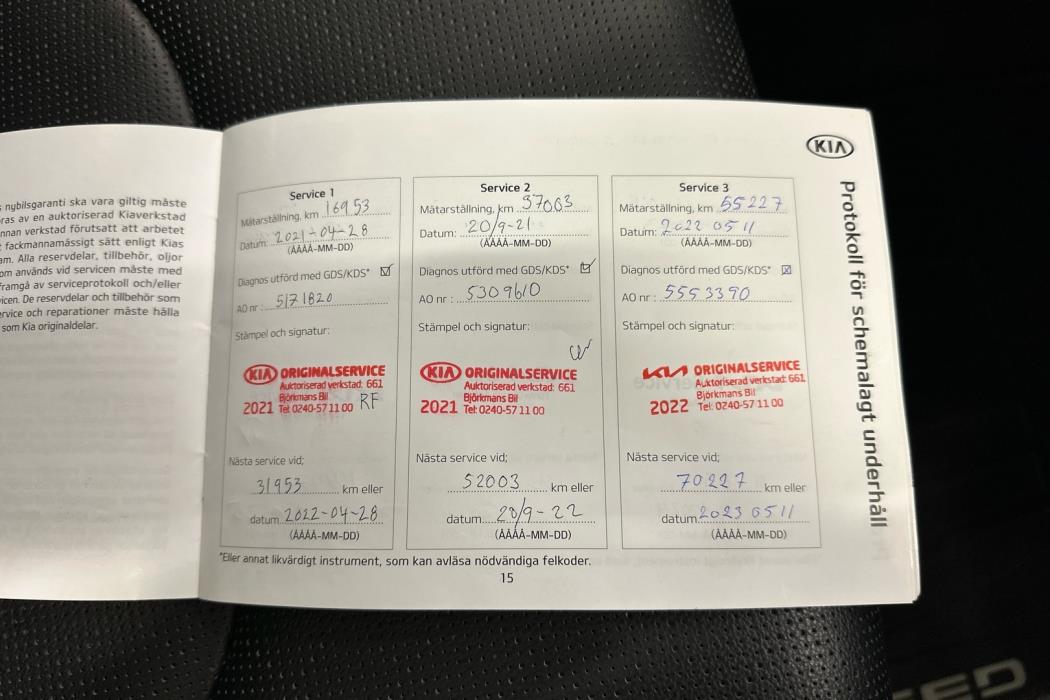 nybilsgaranti ska vara giltig måste
ras av en auktoriserad Kiaverkstad
nnan verkstad förutsatt att arbetet
fackmannamässigt sätt enligt Kias
am. Alla reservdelar, tillbehör, oljor
om används vid servicen måste med
framgå av serviceprotokoll och/eller
icen. De reservdelar och tillbehör som
ervice och reparationer måste hålla
som Kia originaldelar.
KIA
Protokoll för schemalagt underhåll
Service 1
Mätarställning, km 16953
Datum: 2021-04-28
(ÅÅÅÅ-MM-DD)
Diagnos utförd med GDS/KDS*
AO nr : 5171820
Stämpel och signatur:
KIA ORIGINALSERVICE
Auktoriserad verkstad: 661
Björkmans Bil
2021 Tel: 0240-57 11 00 RF
Nästa service vid;
31953 km eller
datum 2022-04-28
(ÅÅÅÅ-MM-DD)
Service 2
Mätarställning, km 37003
Datum: 20/9-21
(ÅÅÅÅ-MM-DD)
Diagnos utförd med GDS/KDS*
AO nr : 5309610
Stämpel och signatur:
KIA ORIGINALSERVICE
Auktoriserad verkstad: 661
Björkmans Bil
2021 Tel: 0240-57 11 00
Nästa service vid;
52003 km eller
datum 20/9-22
(ÅÅÅÅ-MM-DD)
Service 3
Mätarställning, km 55227
Datum: 2022 05 11
(ÅÅÅÅ-MM-DD)
Diagnos utförd med GDS/KDS*
AO nr : 5553390
Stämpel och signatur:
KIA ORIGINALSERVICE
Auktoriserad verkstad: 661
Björkmans Bil
2022 Tel: 0240-57 11 00
Nästa service vid;
70227 km eller
datum 2023 05 11
(ÅÅÅÅ-MM-DD)
*Eller annat likvärdigt instrument, som kan avläsa nödvändiga felkoder.
15